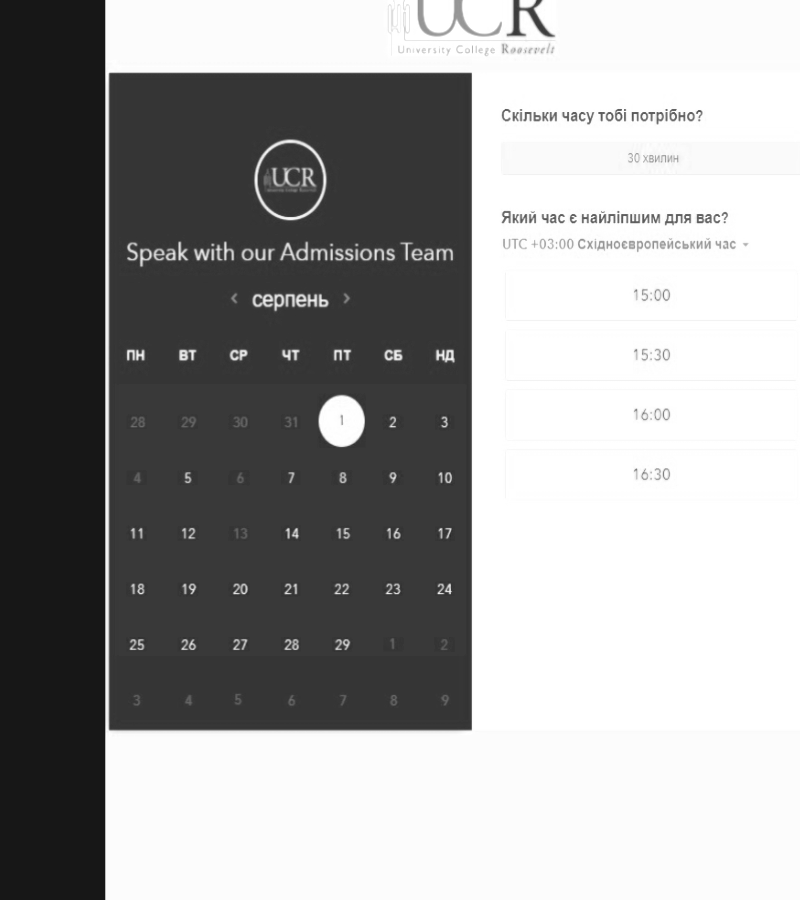 UCR
University College Roosevelt
UCR
Speak with our Admissions Team
< серпень >
ПН ВТ СР ЧТ ПТ СБ НД
28 29 30 31 1 2 3
4 5 6 7 8 9 10
11 12 13 14 15 16 17
18 19 20 21 22 23 24
25 26 27 28 29 1 2
3 4 5 6 7 8 9
Скільки часу тобі потрібно?
30 хвилин
Який час є найліпшим для вас?
UTC +03:00 Східноєвропейський час
15:00
15:30
16:00
16:30